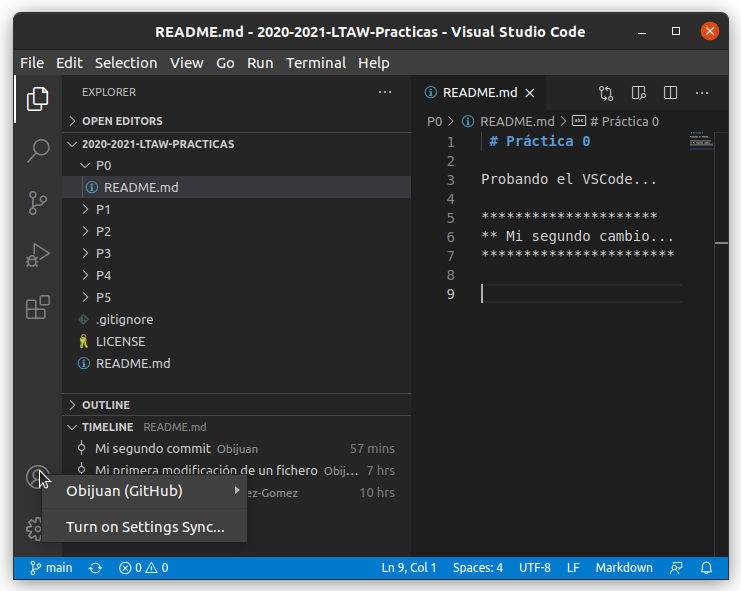 README.md - 2020-2021-LTAW-Practicas - Visual Studio Code
File Edit Selection View Go Run Terminal Help
EXPLORER
OPEN EDITORS
2020-2021-LTAW-PRACTICAS
P0
README.md
P1
P2
P3
P4
P5
.gitignore
LICENSE
README.md
OUTLINE
TIMELINE README.md
Mi segundo commit Obijuan 57 mins
Mi primera modificación de un fichero Obij... 7 hrs
ez-Gomez 10 hrs
Obijuan (GitHub)
Turn on Settings Sync...
README.md
P0 > README.md > # Práctica 0
1 # Práctica 0
2
3 Probando el VSCode...
4
5 *********************
6 ** Mi segundo cambio...
7 ***********************
8
9
main 0 0 Ln 9, Col 1 Spaces: 4 UTF-8 LF Markdown